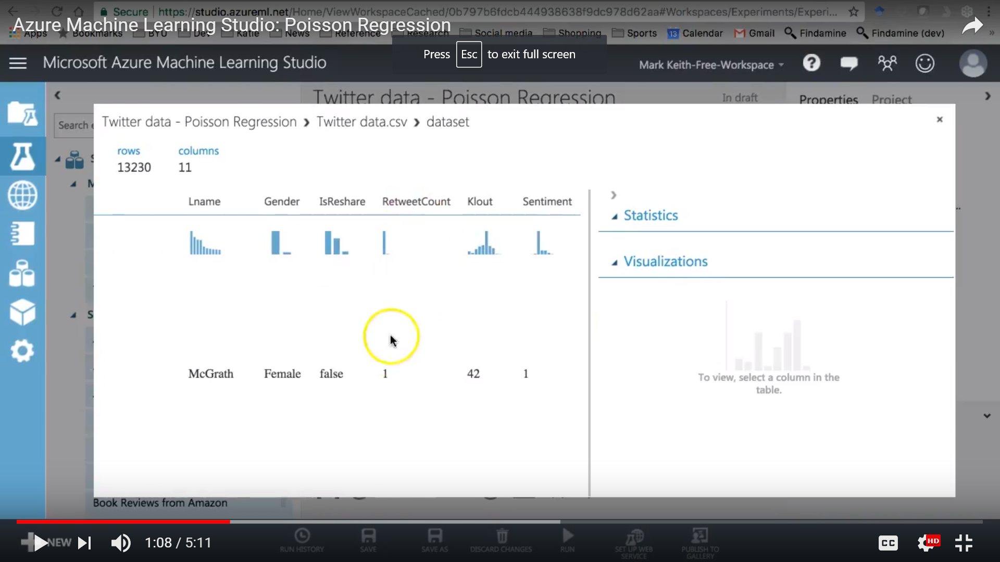 Secure https://studio.azureml.net/Home/ViewWorkspaceCached/0b797b6fdcb444938638f9dc978d62aa#Workspaces/Experiments/Experi...
Azure Machine Learning Studio: Poisson Regression
Apps Bookmarks BYU Dev Katie News Reference Research Social media Shopping Sports 13 Calendar Gmail Findamine Findamine (dev) »
Press Esc to exit full screen
Microsoft Azure Machine Learning Studio
Mark Keith-Free-Workspace
Twitter data - Poisson Regression
In draft
Properties Project
Search
Twitter data - Poisson Regression > Twitter data.csv > dataset
rows columns
13230 11
Lname Gender IsReshare RetweetCount Klout Sentiment
McGrath Female false 1 42 1
Statistics
Visualizations
To view, select a column in the
table.
Book Reviews from Amazon
NEW
1:08 / 5:11
RUN HISTORY
SAVE
SAVE AS
DISCARD CHANGES
RUN
SET UP WEB
SERVICE
PUBLISH TO
GALLERY
CC
HD